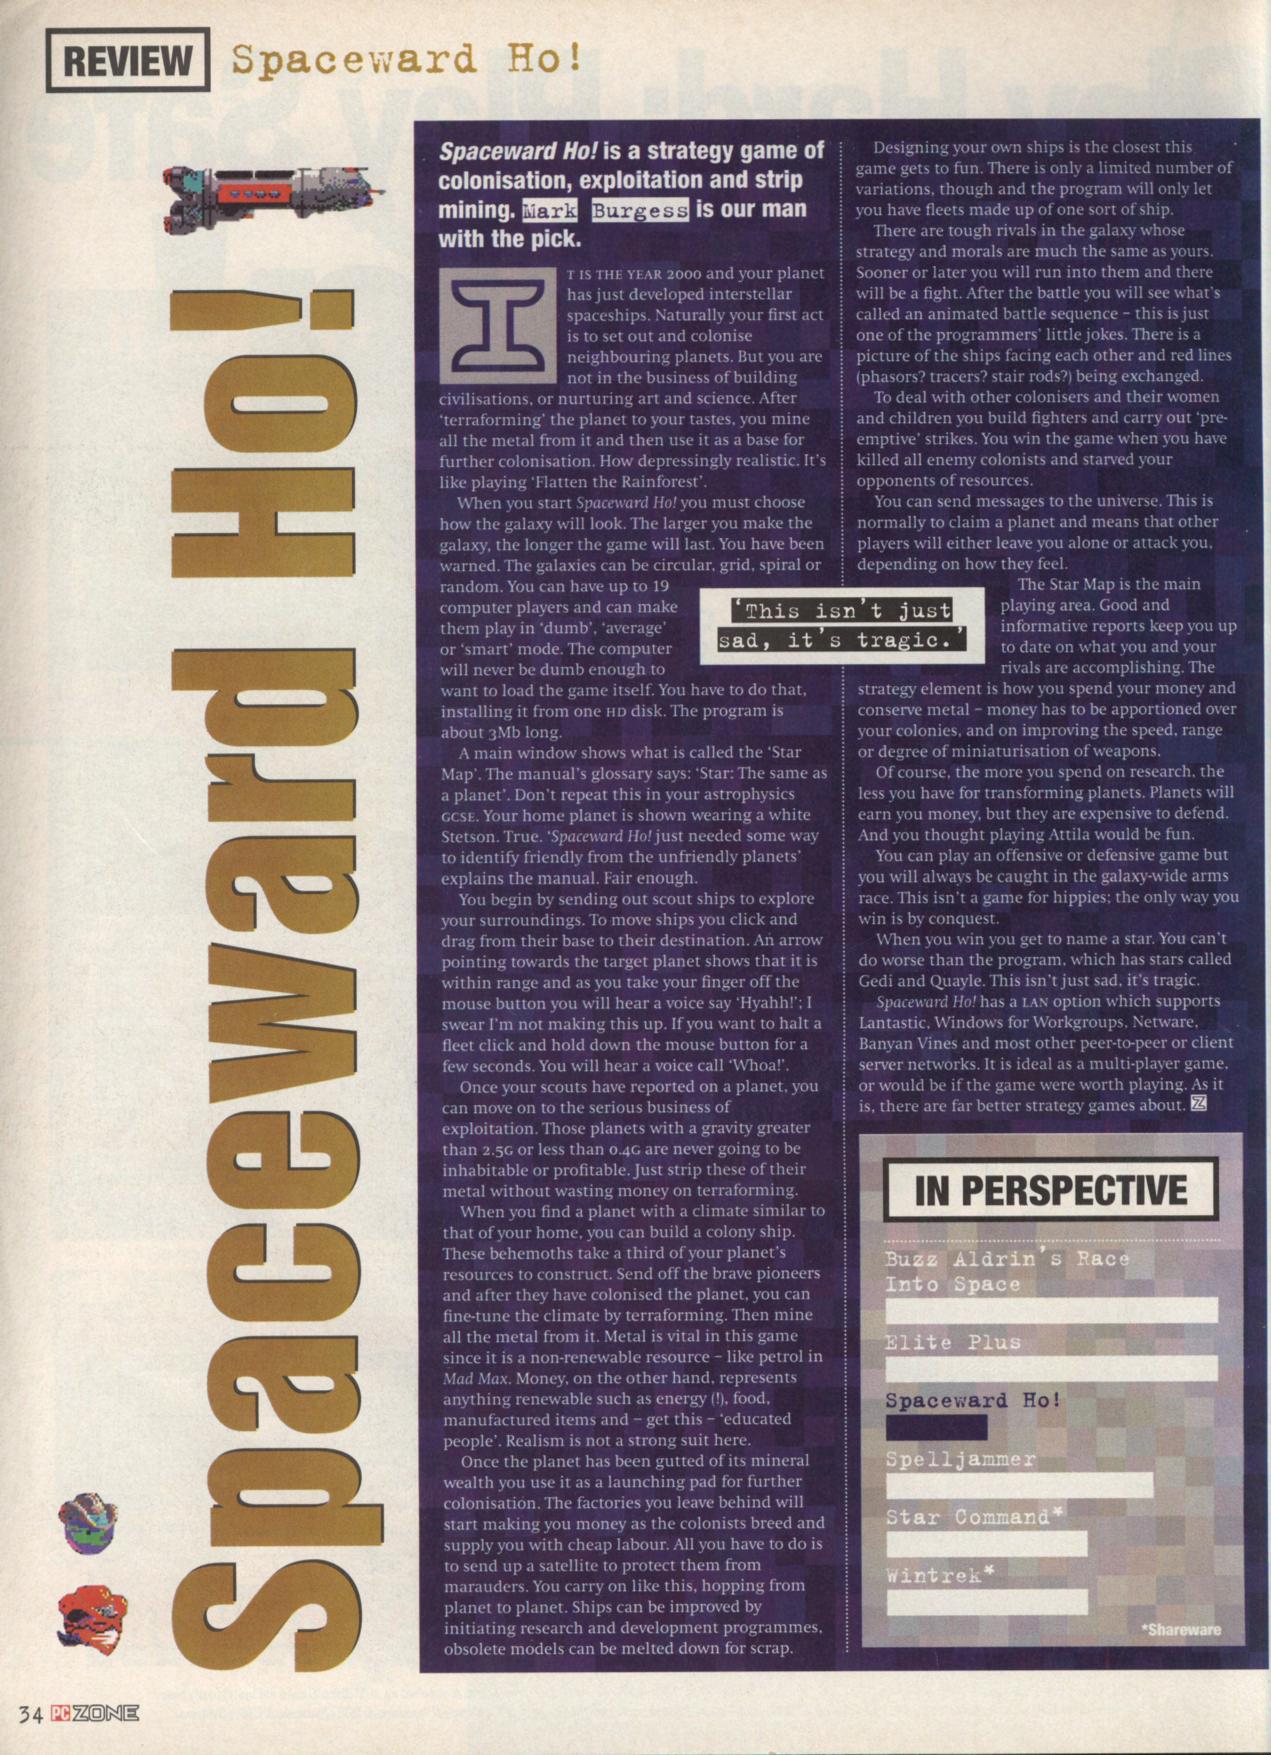 REVIEW Spaceward Ho!
Spaceward Ho!
Spaceward Ho! is a strategy game of
colonisation, exploitation and strip
mining. Mark Burgess is our man
with the pick.
IT IS THE YEAR 2000 and your planet
has just developed interstellar
spaceships. Naturally your first act
is to set out and colonise
neighbouring planets. But you are
not in the business of building
civilisations, or nurturing art and science. After
'terraforming' the planet to your tastes, you mine
all the metal from it and then use it as a base for
further colonisation. How depressingly realistic. It's
like playing 'Flatten the Rainforest'.
When you start Spaceward Ho! you must choose
how the galaxy will look. The larger you make the
galaxy, the longer the game will last. You have been
warned. The galaxies can be circular, grid, spiral or
random. You can have up to 19
computer players and can make
them play in 'dumb', 'average'
or 'smart' mode. The computer
will never be dumb enough to
want to load the game itself. You have to do that,
installing it from one HD disk. The program is
about 3Mb long.
A main window shows what is called the 'Star
Map'. The manual's glossary says: 'Star: The same as
a planet'. Don't repeat this in your astrophysics
GCSE. Your home planet is shown wearing a white
Stetson. True. 'Spaceward Ho! just needed some way
to identify friendly from the unfriendly planets'
explains the manual. Fair enough.
You begin by sending out scout ships to explore
your surroundings. To move ships you click and
drag from their base to their destination. An arrow
pointing towards the target planet shows that it is
within range and as you take your finger off the
mouse button you will hear a voice say 'Hyahh!'; I
swear I'm not making this up. If you want to halt a
fleet click and hold down the mouse button for a
few seconds. You will hear a voice call 'Whoa!'.
Once your scouts have reported on a planet, you
can move on to the serious business of
exploitation. Those planets with a gravity greater
than 2.5G or less than 0.4G are never going to be
inhabitable or profitable. Just strip these of their
metal without wasting money on terraforming.
When you find a planet with a climate similar to
that of your home, you can build a colony ship.
These behemoths take a third of your planet's
resources to construct. Send off the brave pioneers
and after they have colonised the planet, you can
fine-tune the climate by terraforming. Then mine
all the metal from it. Metal is vital in this game
since it is a non-renewable resource – like petrol in
Mad Max. Money, on the other hand, represents
anything renewable such as energy (!), food,
manufactured items and – get this – 'educated
people'. Realism is not a strong suit here.
Once the planet has been gutted of its mineral
wealth you use it as a launching pad for further
colonisation. The factories you leave behind will
start making you money as the colonists breed and
supply you with cheap labour. All you have to do is
to send up a satellite to protect them from
marauders. You carry on like this, hopping from
planet to planet. Ships can be improved by
initiating research and development programmes,
obsolete models can be melted down for scrap.
Designing your own ships is the closest this
game gets to fun. There is only a limited number of
variations, though and the program will only let
you have fleets made up of one sort of ship.
There are tough rivals in the galaxy whose
strategy and morals are much the same as yours.
Sooner or later you will run into them and there
will be a fight. After the battle you will see what's
called an animated battle sequence – this is just
one of the programmers' little jokes. There is a
picture of the ships facing each other and red lines
(phasors? tracers? stair rods?) being exchanged.
To deal with other colonisers and their women
and children you build fighters and carry out 'pre-
emptive' strikes. You win the game when you have
killed all enemy colonists and starved your
opponents of resources.
You can send messages to the universe. This is
normally to claim a planet and means that other
players will either leave you alone or attack you,
depending on how they feel.
'This isn't just
sad, it's tragic.'
The Star Map is the main
playing area. Good and
informative reports keep you up
to date on what you and your
rivals are accomplishing. The
strategy element is how you spend your money and
conserve metal – money has to be apportioned over
your colonies, and on improving the speed, range
or degree of miniaturisation of weapons.
Of course, the more you spend on research, the
less you have for transforming planets. Planets will
earn you money, but they are expensive to defend.
And you thought playing Attila would be fun.
You can play an offensive or defensive game but
you will always be caught in the galaxy-wide arms
race. This isn't a game for hippies; the only way you
win is by conquest.
When you win you get to name a star. You can't
do worse than the program, which has stars called
Gedi and Quayle. This isn't just sad, it's tragic.
Spaceward Ho! has a LAN option which supports
Lantastic, Windows for Workgroups, Netware,
Banyan Vines and most other peer-to-peer or client
server networks. It is ideal as a multi-player game,
or would be if the game were worth playing. As it
is, there are far better strategy games about. Z
IN PERSPECTIVE
Buzz Aldrin's Race
Into Space
Elite Plus
Spaceward Ho!
Spelljammer
Star Command*
Wintrek*
*Shareware
34 PC ZONE